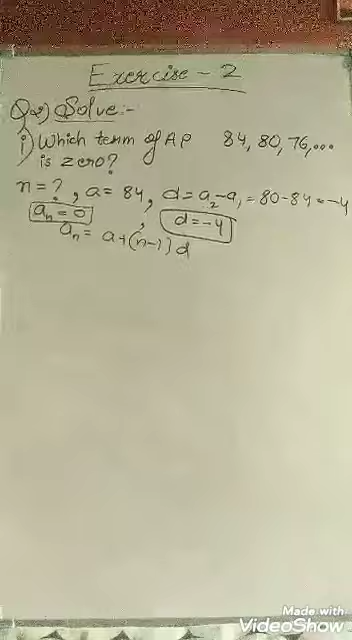 Exercise - 2
Q2) Solve:-
i) Which term of AP 84, 80, 76,...
is zero?
n = ?, a = 84, d = a₂-a₁ = 80-84 = -4
aₙ = 0, d = -4
aₙ = a+(n-1)d
Made with
VideoShow